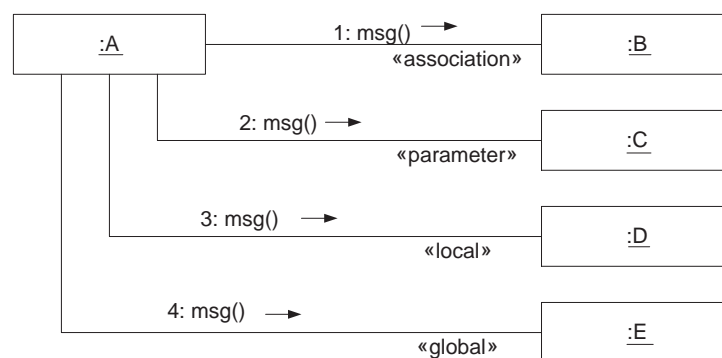 :A
1: msg()
«association»
:B
2: msg()
«parameter»
:C
3: msg()
«local»
:D
4: msg()
«global»
:E